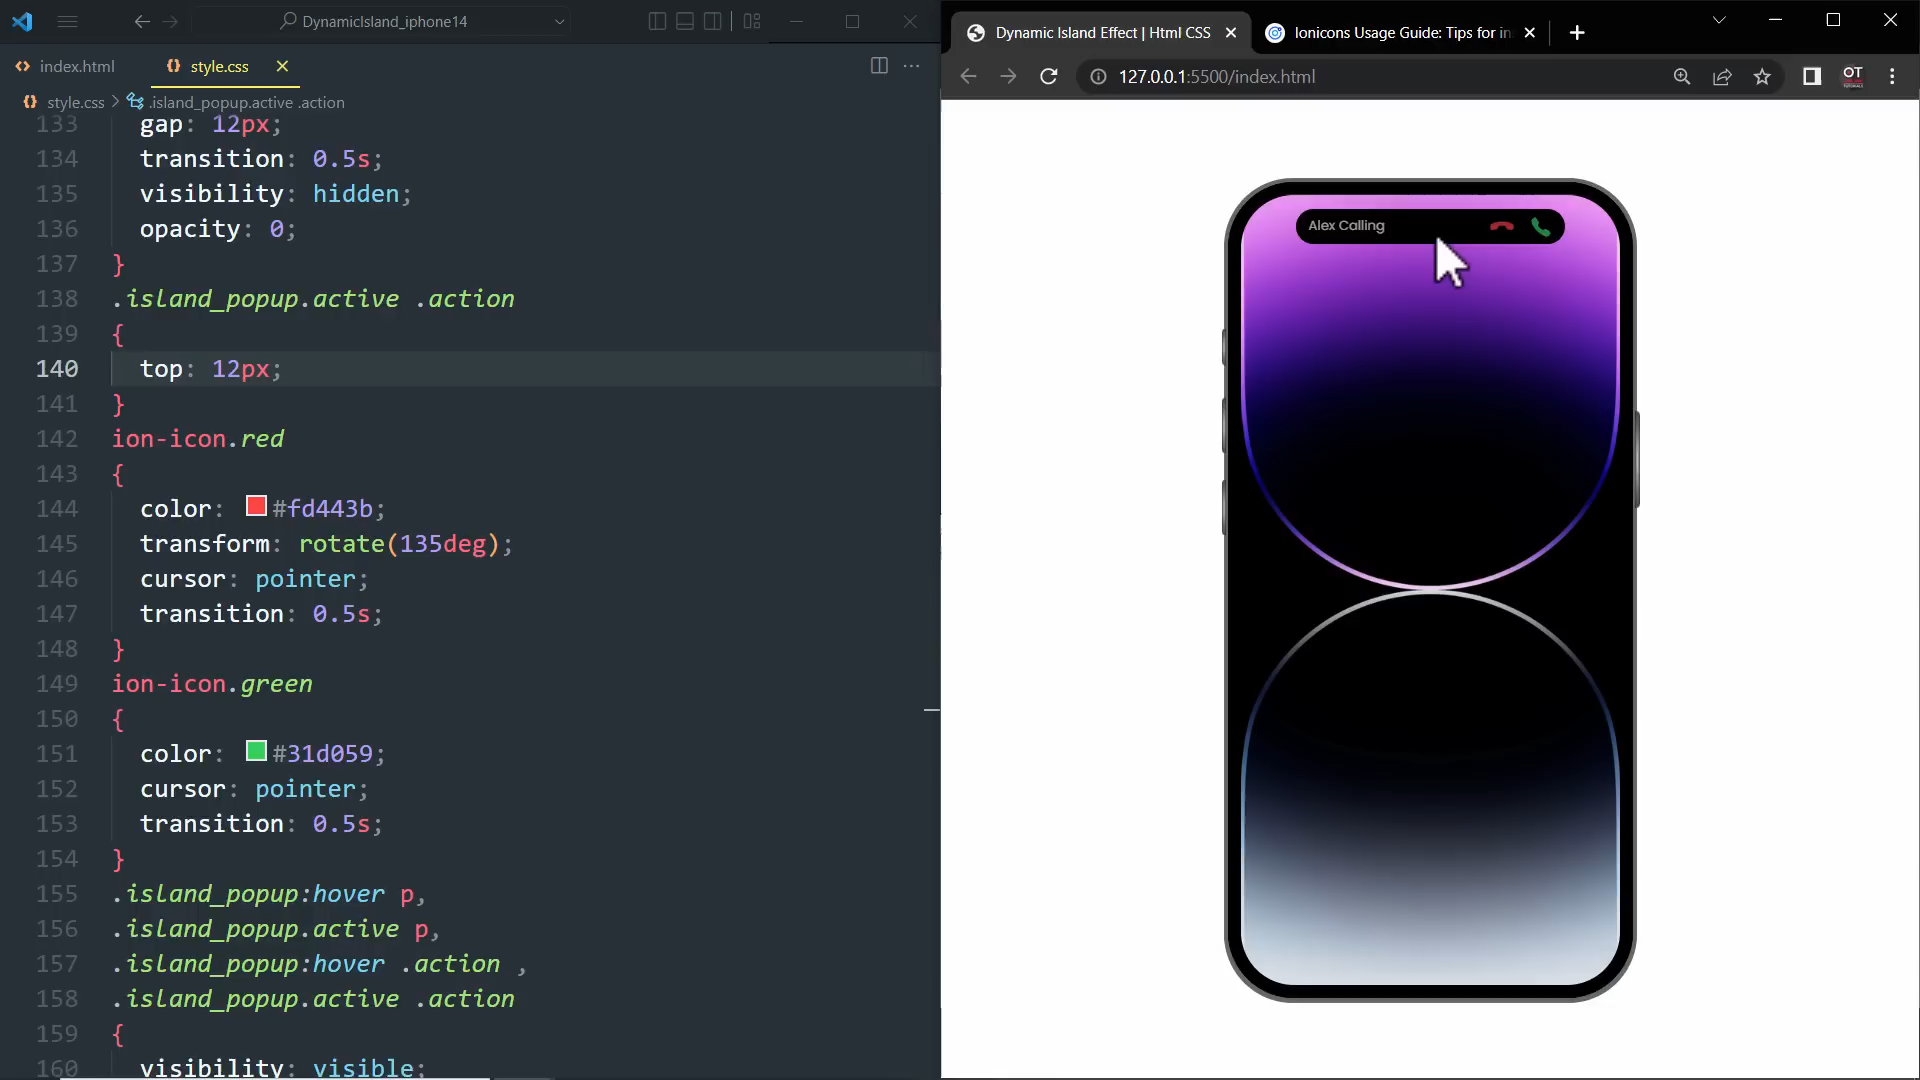 DynamicIsland_iphone14
index.html
style.css
style.css > .island_popup.active .action
133 gap: 12px;
134 transition: 0.5s;
135 visibility: hidden;
136 opacity: 0;
137 }
138 .island_popup.active .action
139 {
140 top: 12px;
141 }
142 ion-icon.red
143 {
144 color: #fd443b;
145 transform: rotate(135deg);
146 cursor: pointer;
147 transition: 0.5s;
148 }
149 ion-icon.green
150 {
151 color: #31d059;
152 cursor: pointer;
153 transition: 0.5s;
154 }
155 .island_popup:hover p,
156 .island_popup.active p,
157 .island_popup:hover .action ,
158 .island_popup.active .action
159 {
160 visibility: visible;
Dynamic Island Effect | Html CSS
Ionicons Usage Guide: Tips for in
127.0.0.1:5500/index.html
OT
Alex Calling